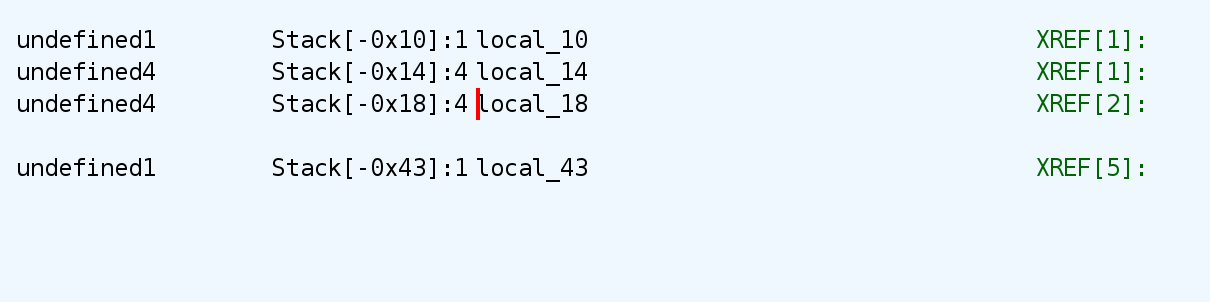 undefined1 Stack[-0x10]:1 local_10 XREF[1]:
undefined4 Stack[-0x14]:4 local_14 XREF[1]:
undefined4 Stack[-0x18]:4 local_18 XREF[2]:
undefined1 Stack[-0x43]:1 local_43 XREF[5]: